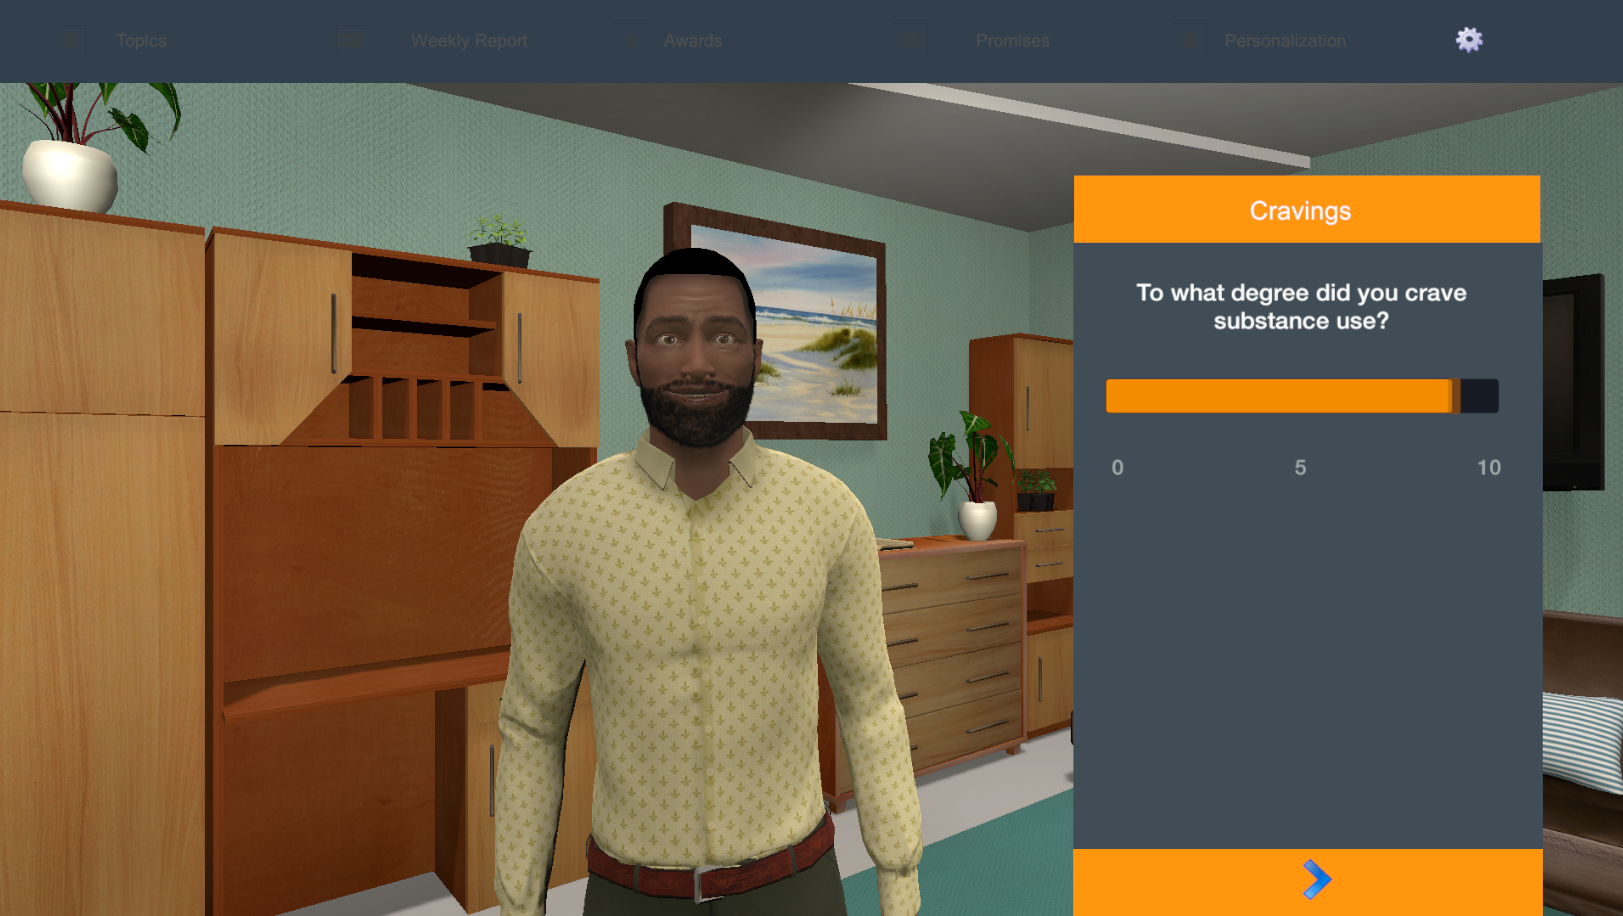 Topics
Weekly Report
Awards
Promises
Personalization
Cravings
To what degree did you crave
substance use?
0 5 10